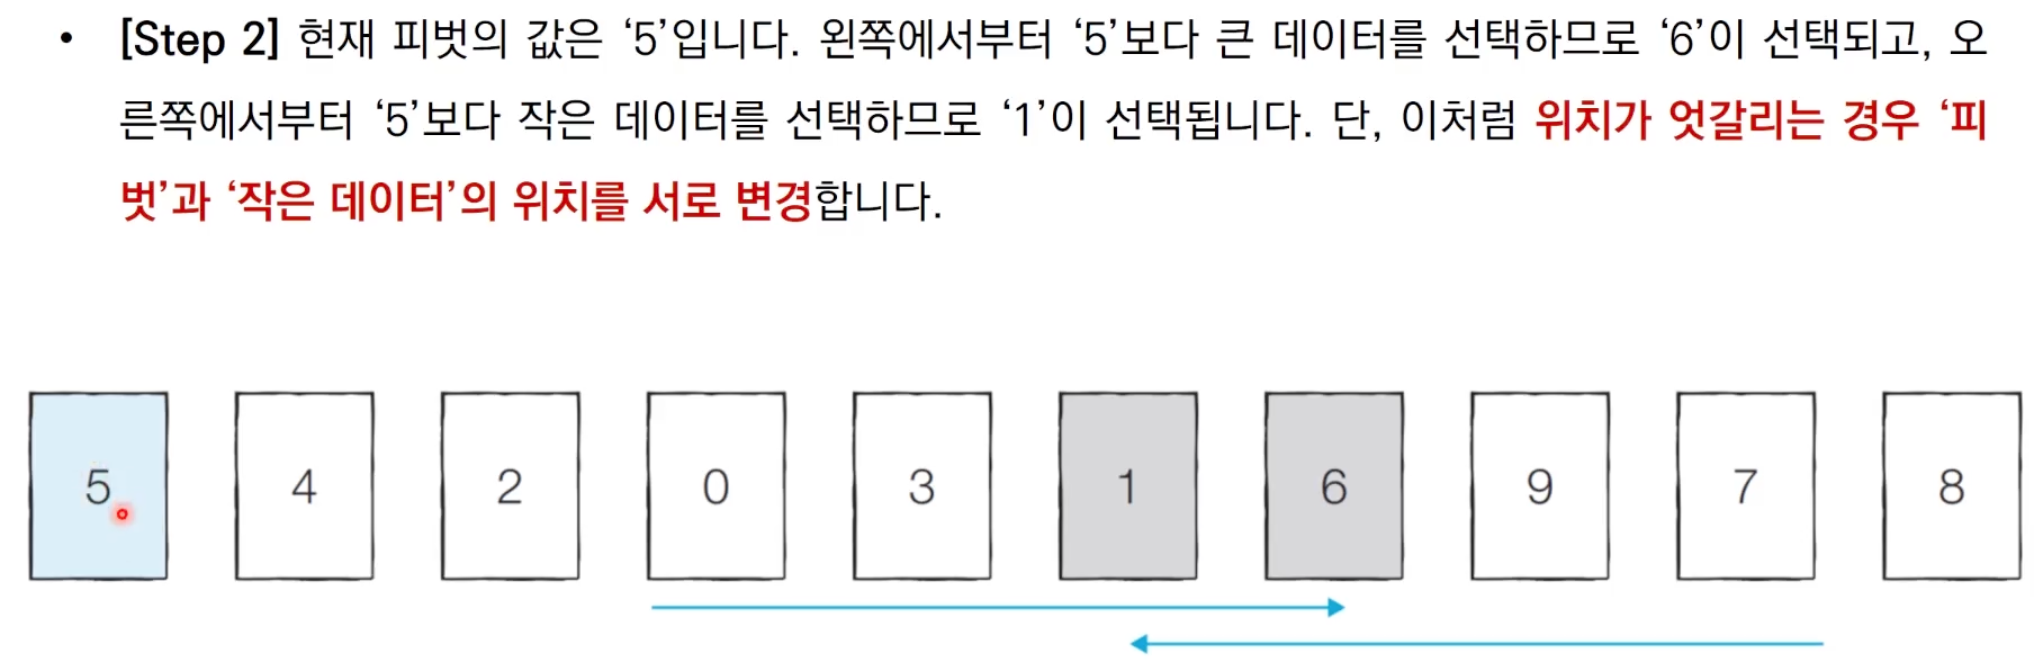 • [Step 2] 현재 피벗의 값은 ‘5’입니다. 왼쪽에서부터 ‘5’보다 큰 데이터를 선택하므로 ‘6’이 선택되고, 오
른쪽에서부터 ‘5’보다 작은 데이터를 선택하므로 ‘1’이 선택됩니다. 단, 이처럼 위치가 엇갈리는 경우 ‘피
벗’과 ‘작은 데이터’의 위치를 서로 변경합니다.
5 4 2 0 3 1 6 9 7 8